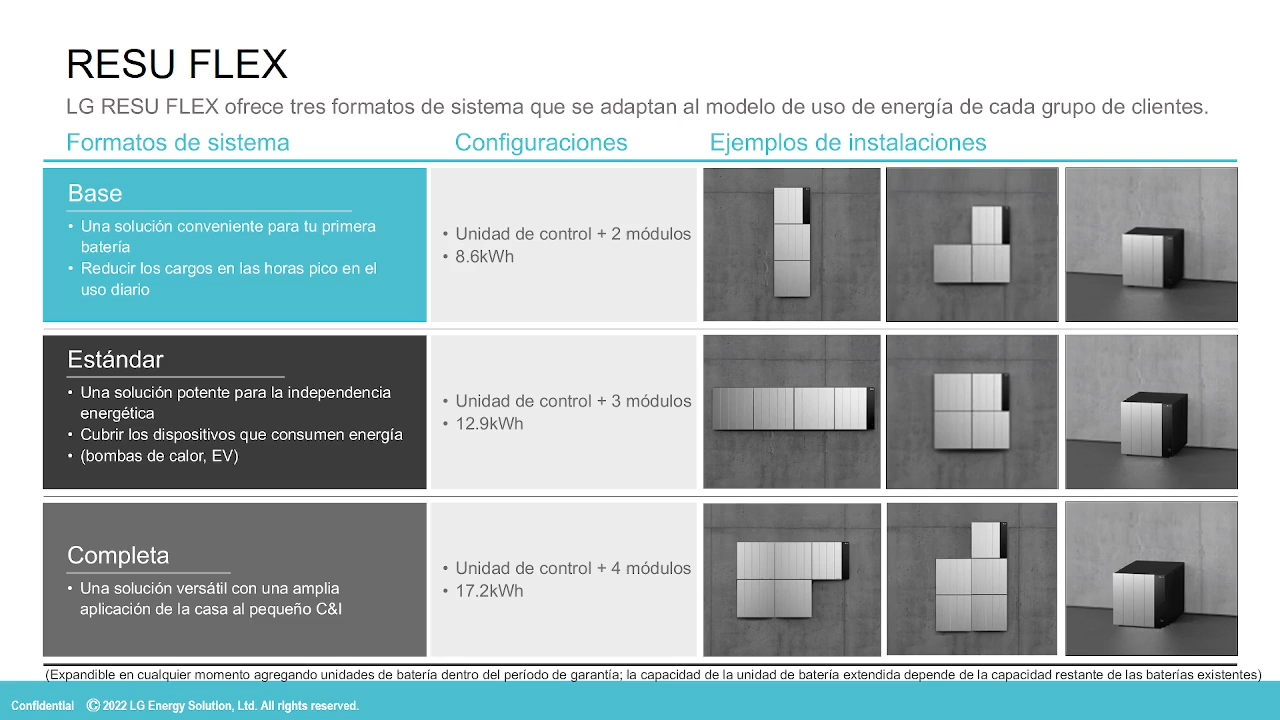 RESU FLEX
LG RESU FLEX ofrece tres formatos de sistema que se adaptan al modelo de uso de energía de cada grupo de clientes.
Formatos de sistema
Configuraciones
Ejemplos de instalaciones
Base
• Una solución conveniente para tu primera
batería
• Reducir los cargos en las horas pico en el
uso diario
• Unidad de control + 2 módulos
• 8.6kWh
Estándar
• Una solución potente para la independencia
energética
• Cubrir los dispositivos que consumen energía
• (bombas de calor, EV)
• Unidad de control + 3 módulos
• 12.9kWh
Completa
• Una solución versátil con una amplia
aplicación de la casa al pequeño C&I
• Unidad de control + 4 módulos
• 17.2kWh
(Expandible en cualquier momento agregando unidades de batería dentro del período de garantía; la capacidad de la unidad de batería extendida depende de la capacidad restante de las baterías existentes)
Confidential © 2022 LG Energy Solution, Ltd. All rights reserved.